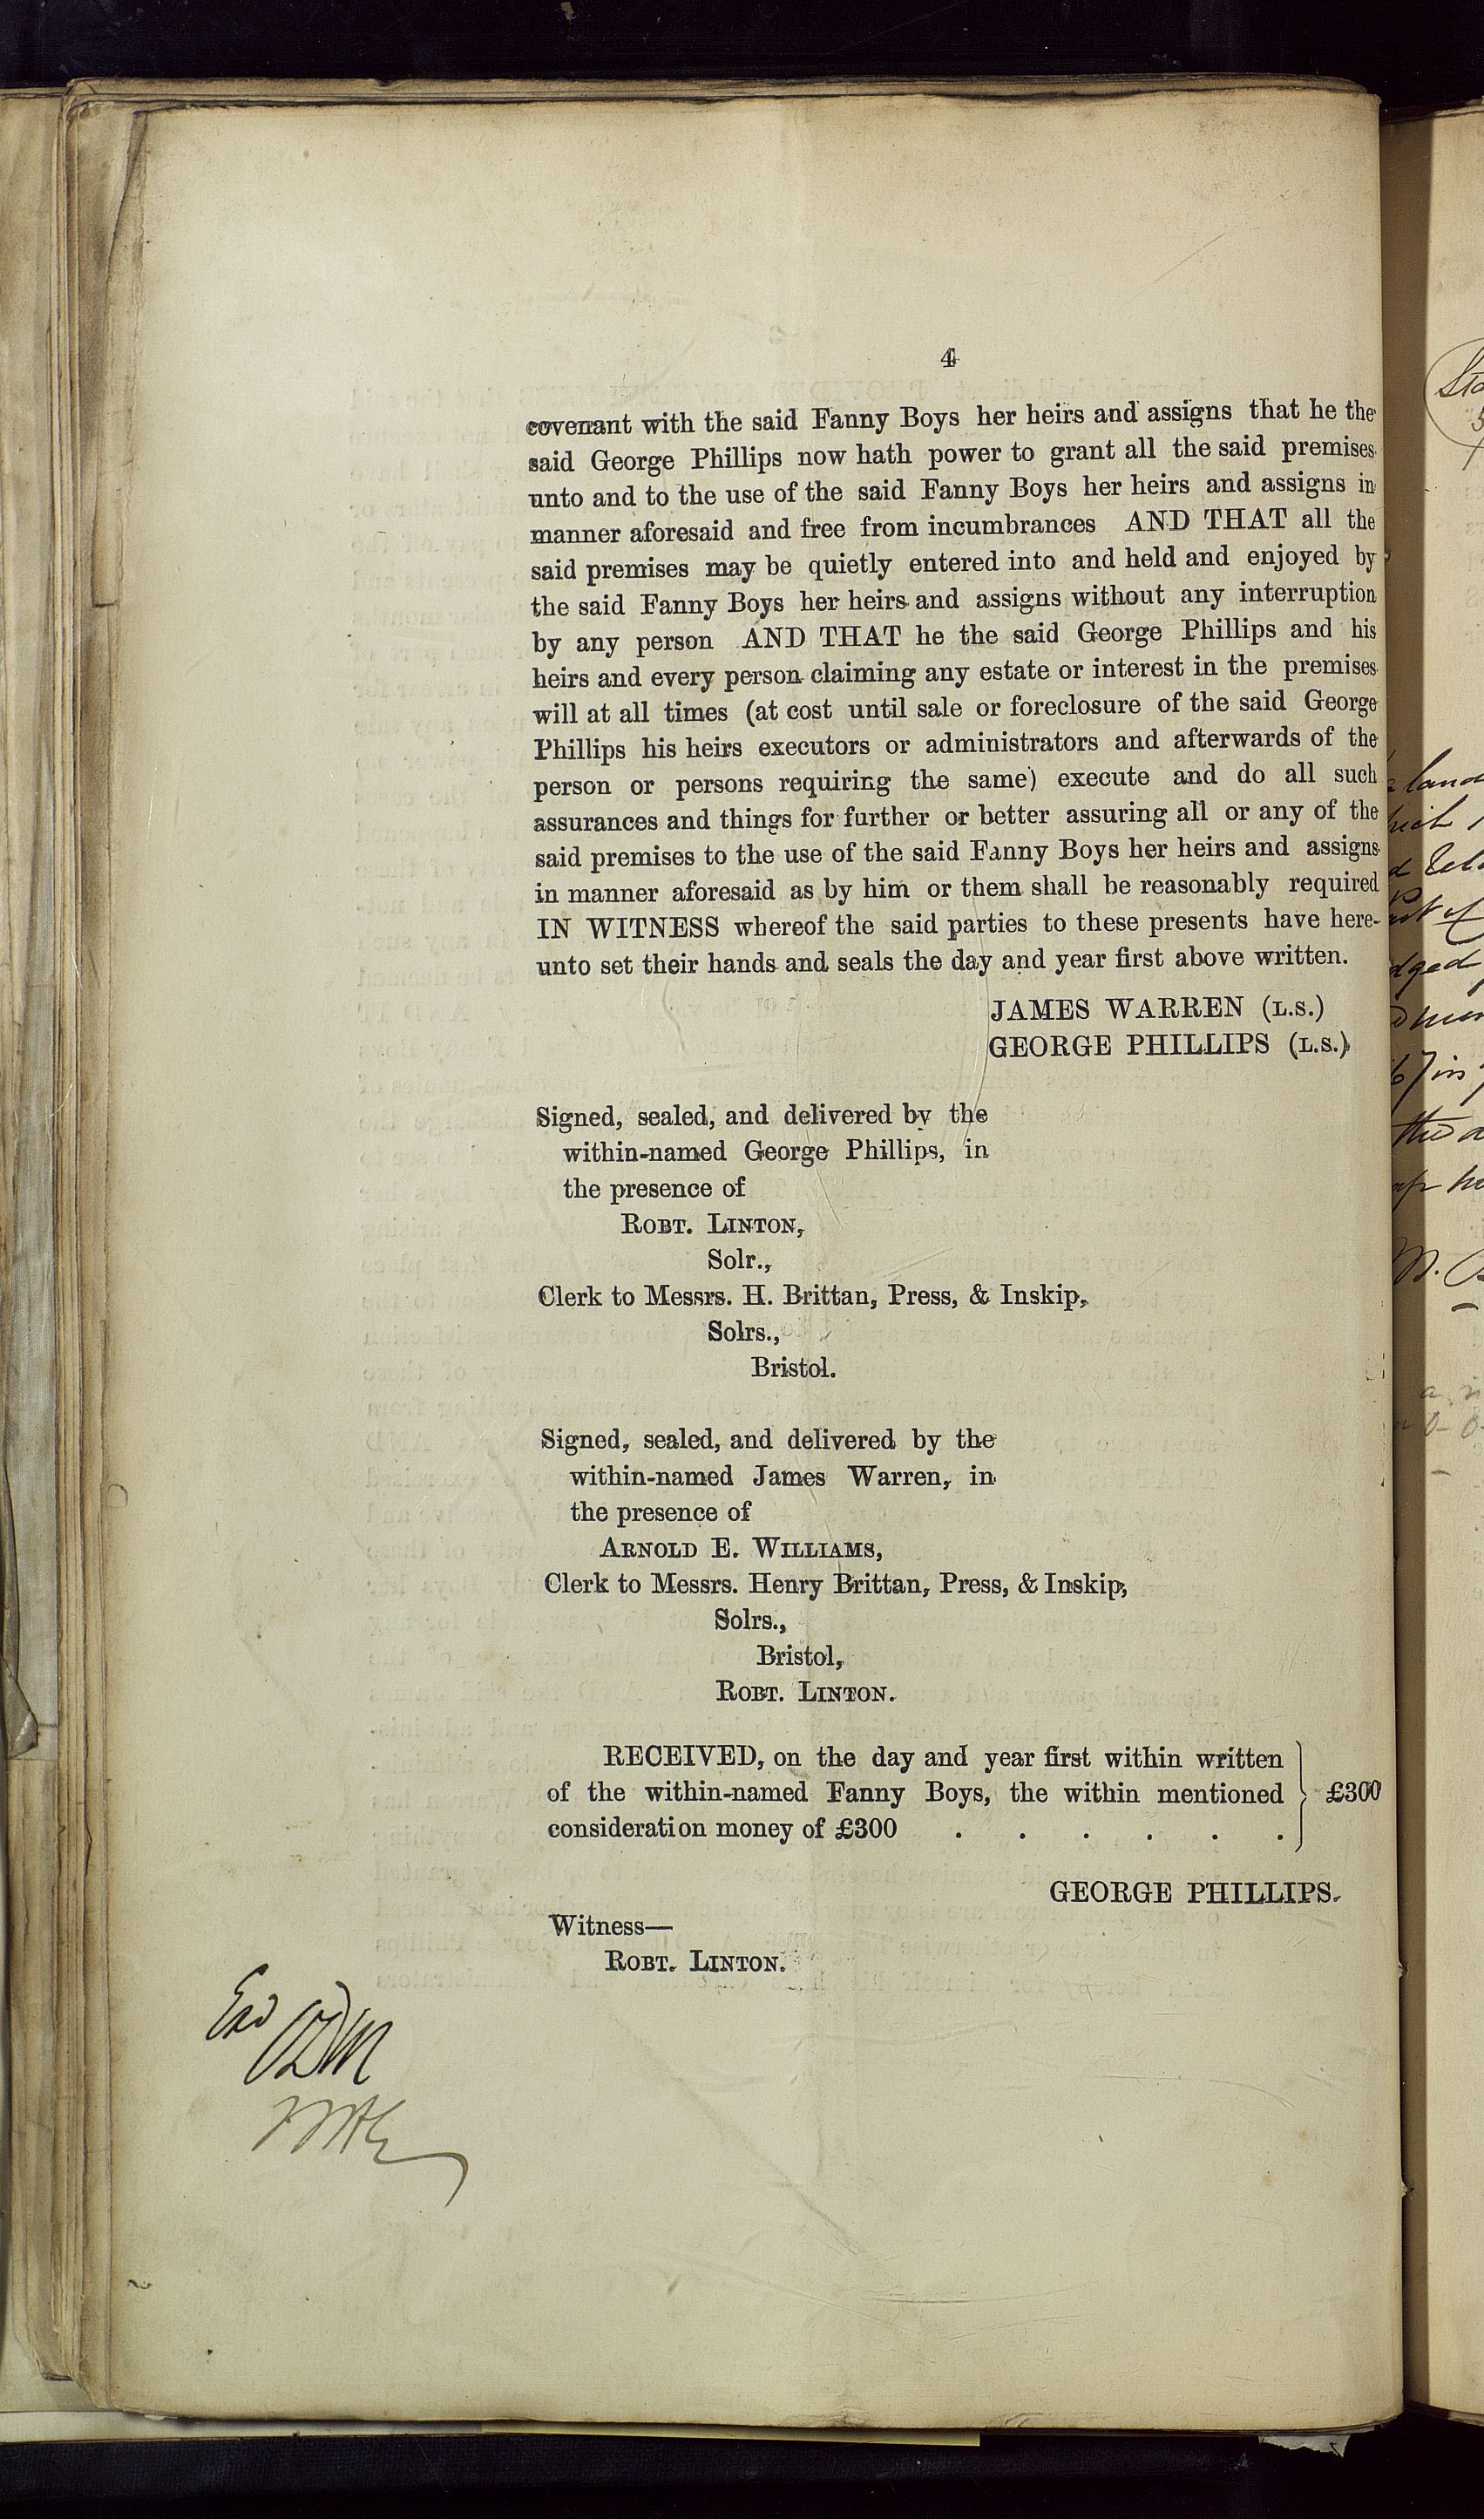 4
covenant with the said Fanny Boys her heirs and assigns that he the
said George Phillips now hath power to grant all the said premises
unto and to the use of the said Fanny Boys her heirs and assigns in
manner aforesaid and free from incumbrances AND THAT all the
said premises may be quietly entered into and held and enjoyed by
the said Fanny Boys her heirs and assigns without any interruption
by any person AND THAT he the said George Phillips and his
heirs and every person claiming any estate or interest in the premises
will at all times (at cost until sale or foreclosure of the said George
Phillips his heirs executors or administrators and afterwards of the
person or persons requiring the same) execute and do all such
assurances and things for further or better assuring all or any of the
said premises to the use of the said Fanny Boys her heirs and assigns
in manner aforesaid as by him or them shall be reasonably required
IN WITNESS whereof the said parties to these presents have here-
unto set their hands and seals the day and year first above written.
JAMES WARREN (L.S.)
GEORGE PHILLIPS (L.S.)
Signed, sealed, and delivered by the
within-named George Phillips, in
the presence of
ROBT. LINTON,
Solr.,
Clerk to Messrs. H. Brittan, Press, & Inskip,
Solrs.,
Bristol.
Signed, sealed, and delivered by the
within-named James Warren, in
the presence of
ARNOLD E. WILLIAMS,
Clerk to Messrs. Henry Brittan, Press, & Inskip,
Solrs.,
Bristol,
ROBT. LINTON.
RECEIVED, on the day and year first within written
of the within-named Fanny Boys, the within mentioned } £300
consideration money of £300 . . . . . .
GEORGE PHILLIPS.
Witness—
ROBT. LINTON.